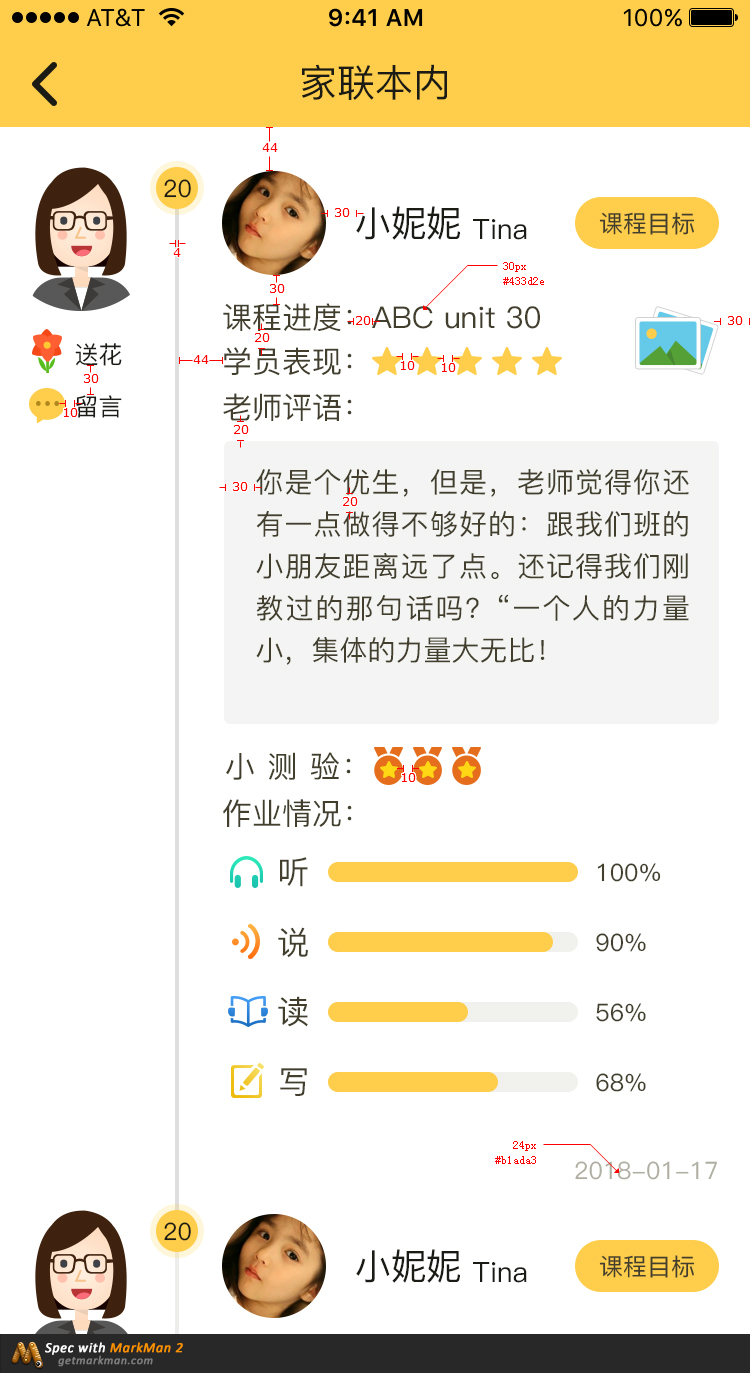 AT&T 9:41 AM 100%
家联本内
44
20
30
小妮妮 Tina
课程目标
4
30px
#433d2e
30
课程进度：
20
ABC unit 30
30
20
送花
44
学员表现：
10
10
30
10
留言
老师评语：
20
30
你是个优生，但是，老师觉得你还
20
有一点做得不够好的：跟我们班的
小朋友距离远了点。还记得我们刚
教过的那句话吗？“一个人的力量
小，集体的力量大无比！
小 测 验：
10
作业情况：
听 100%
说 90%
读 56%
写 68%
24px
#b1ada3
2018-01-17
20
小妮妮 Tina
课程目标
Spec with MarkMan 2
getmarkman.com